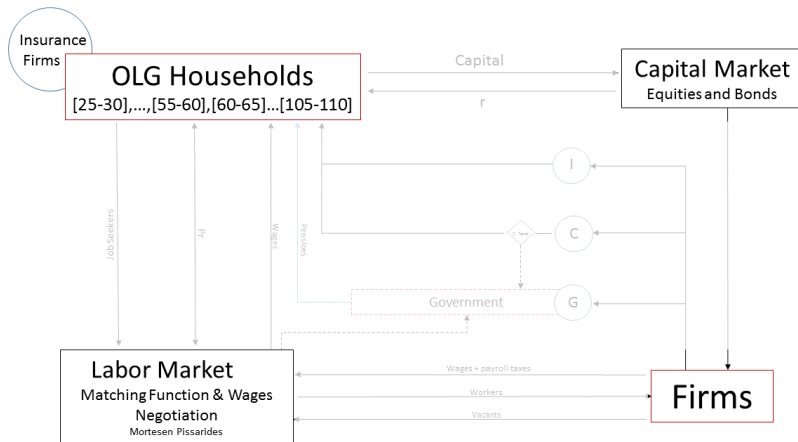 Insurance
Firms
OLG Households
[25-30],...,[55-60],[60-65]...[105-110]
Capital
r
Capital Market
Equities and Bonds
I
C
G
Job Seekers
Pr
Wages
Pensions
Government
Labor Market
Matching Function & Wages
Negotiation
Mortesen Pissarides
Wages + payroll taxes
Workers
Vacants
Firms